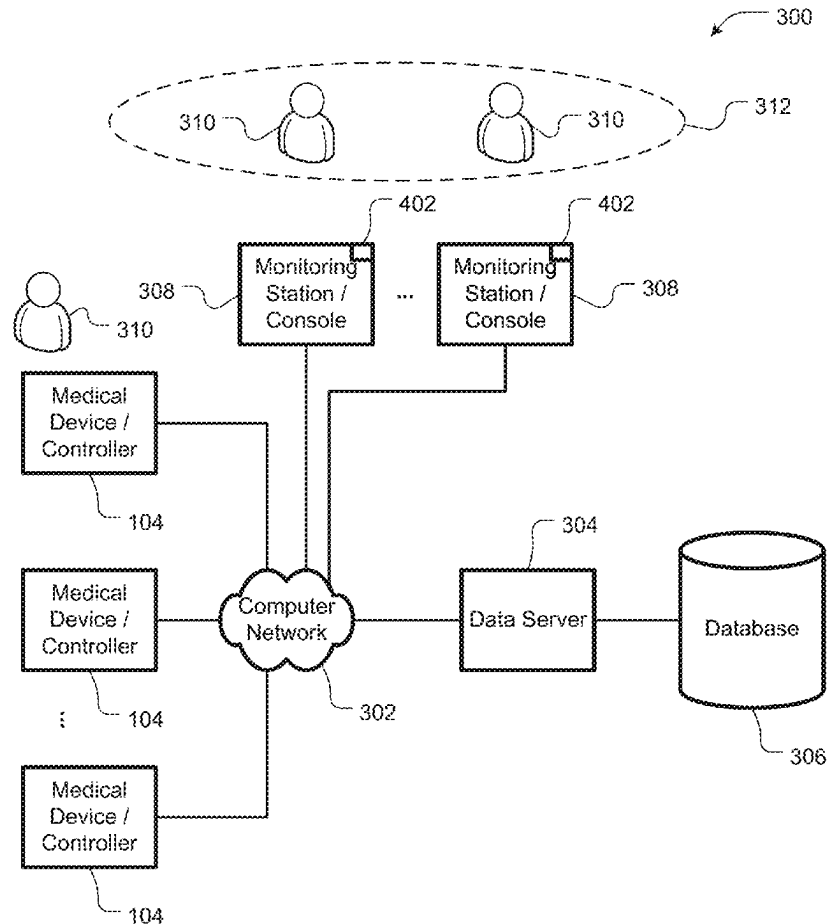 300
310
310
312
402
402
Monitoring
Station /
Console
308
...
Monitoring
Station /
Console
308
310
Medical
Device /
Controller
104
304
Medical
Device /
Controller
104
Computer
Network
302
Data Server
Database
306
⋮
Medical
Device /
Controller
104